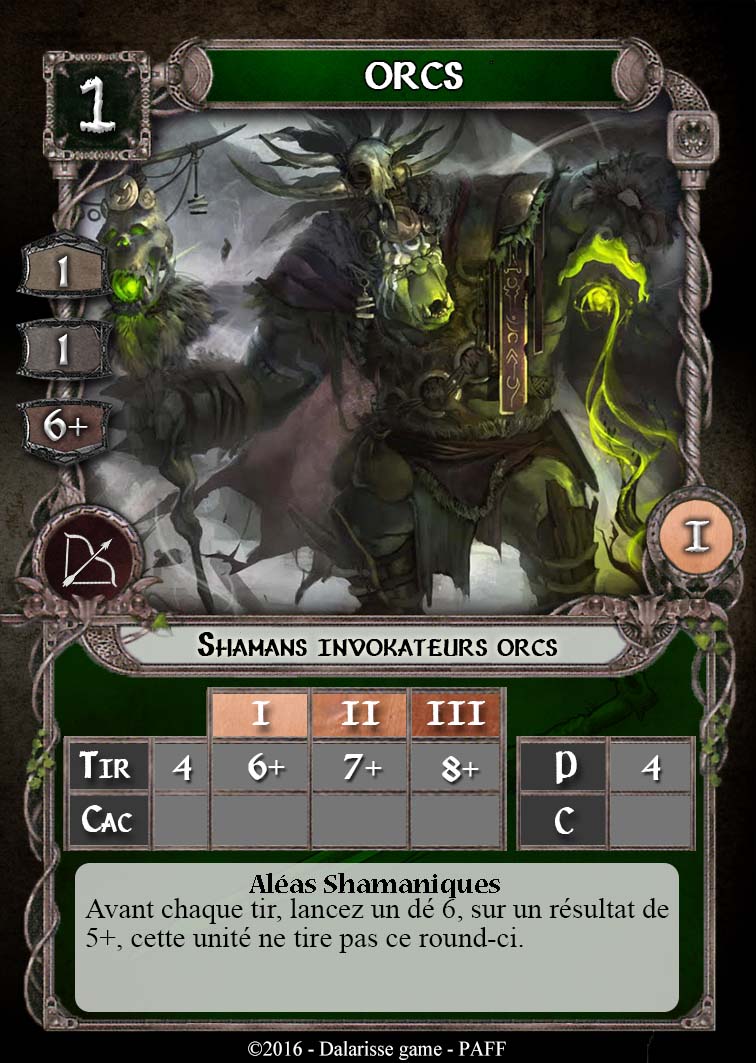 ORCS
1
1
1
6+
I
Shamans invokateurs orcs
I II III
Tir 4 6+ 7+ 8+ P 4
Cac C
Aléas Shamaniques
Avant chaque tir, lancez un dé 6, sur un résultat de
5+, cette unité ne tire pas ce round-ci.
©2016 - Dalarisse game - PAFF